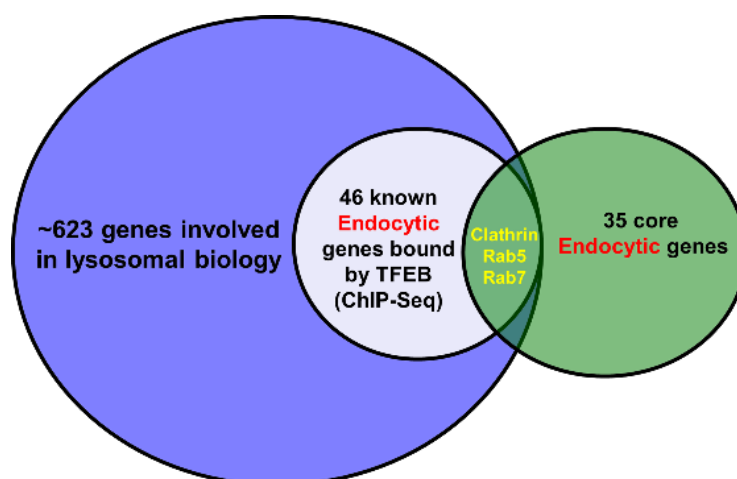 ~623 genes involved
in lysosomal biology
46 known
Endocytic
genes bound
by TFEB
(ChIP-Seq)
Clathrin
Rab5
Rab7
35 core
Endocytic genes